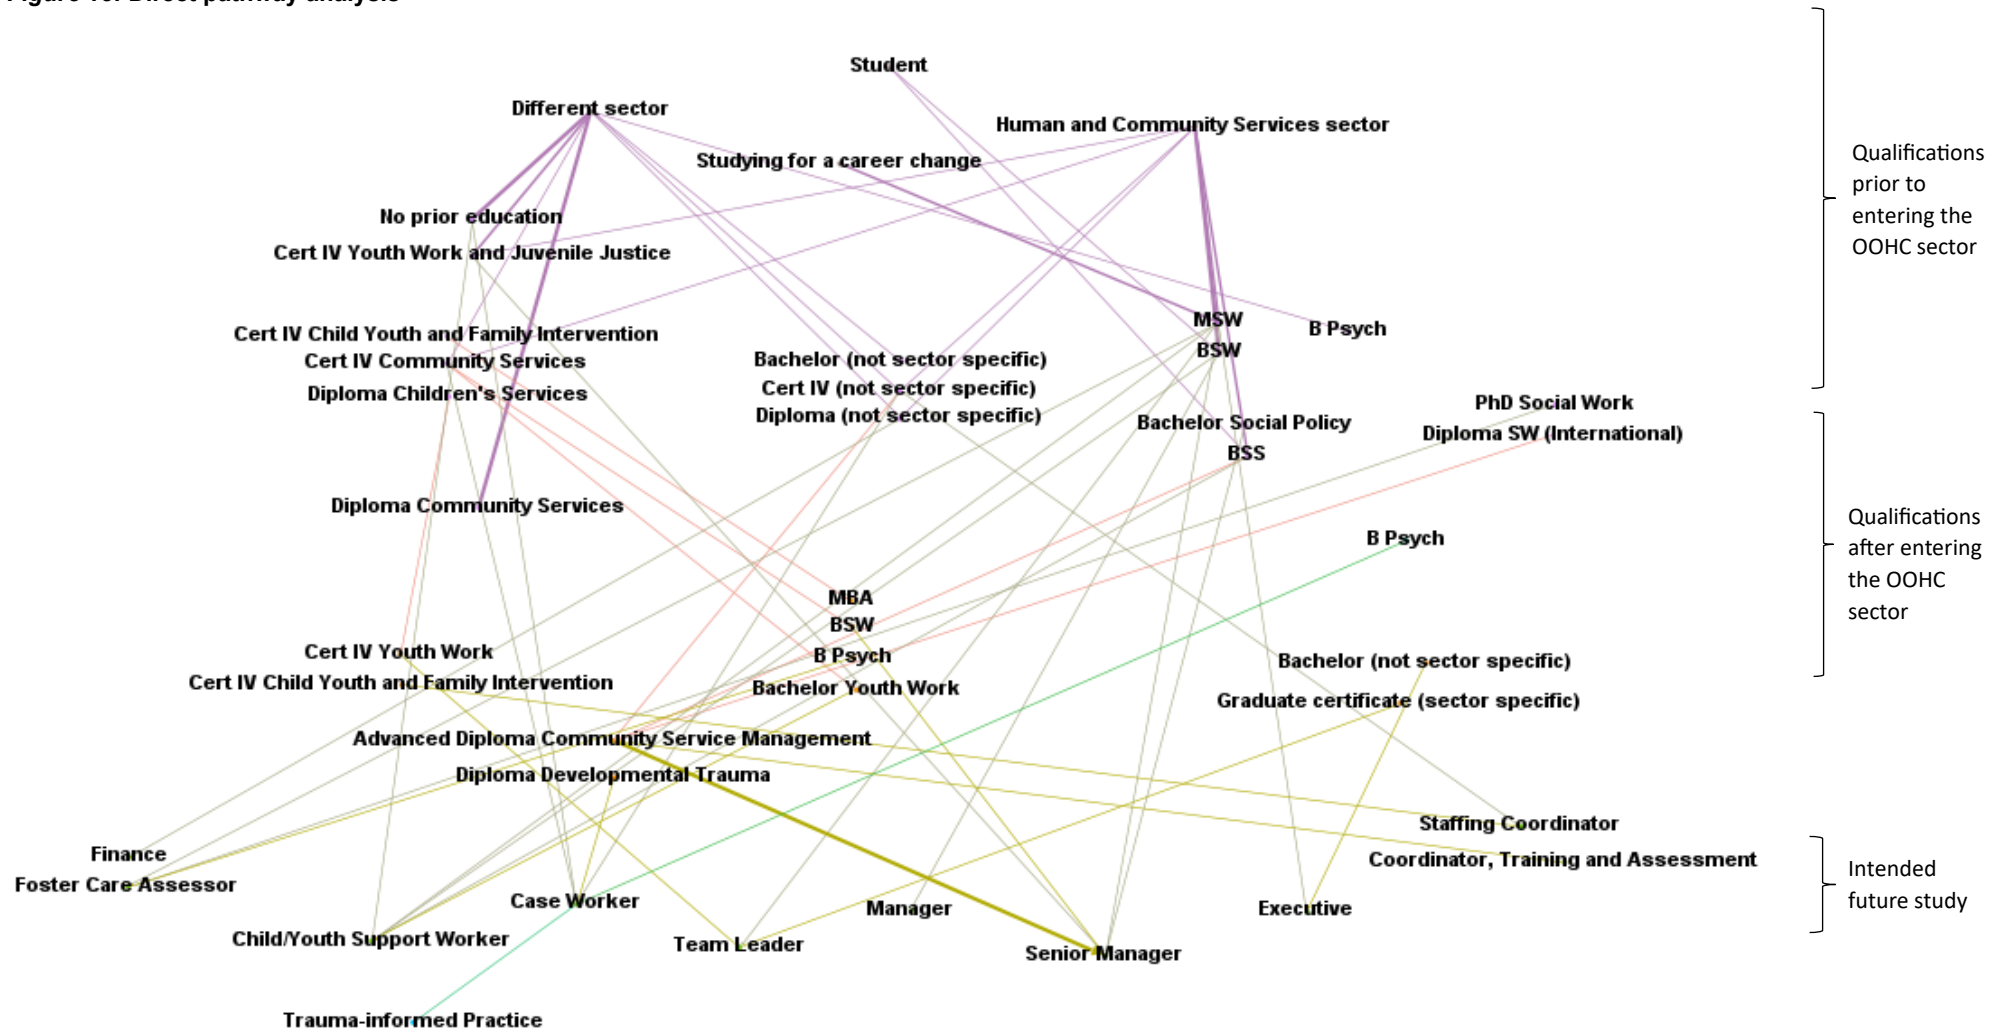 Figure 16: Direct pathway analysis
Student
Different sector
Human and Community Services sector
Studying for a career change
No prior education
Cert IV Youth Work and Juvenile Justice
Cert IV Child Youth and Family Intervention
Cert IV Community Services
Diploma Children's Services
Bachelor (not sector specific)
Cert IV (not sector specific)
Diploma (not sector specific)
MSW
BSW
B Psych
Bachelor Social Policy
BSS
PhD Social Work
Diploma SW (International)
Diploma Community Services
B Psych
MBA
BSW
B Psych
Bachelor Youth Work
Cert IV Youth Work
Cert IV Child Youth and Family Intervention
Bachelor (not sector specific)
Graduate certificate (sector specific)
Advanced Diploma Community Service Management
Diploma Developmental Trauma
Staffing Coordinator
Coordinator, Training and Assessment
Finance
Foster Care Assessor
Case Worker
Child/Youth Support Worker
Team Leader
Manager
Senior Manager
Executive
Trauma-informed Practice
Qualifications
prior to
entering the
OOHC sector
Qualifications
after entering
the OOHC
sector
Intended
future study